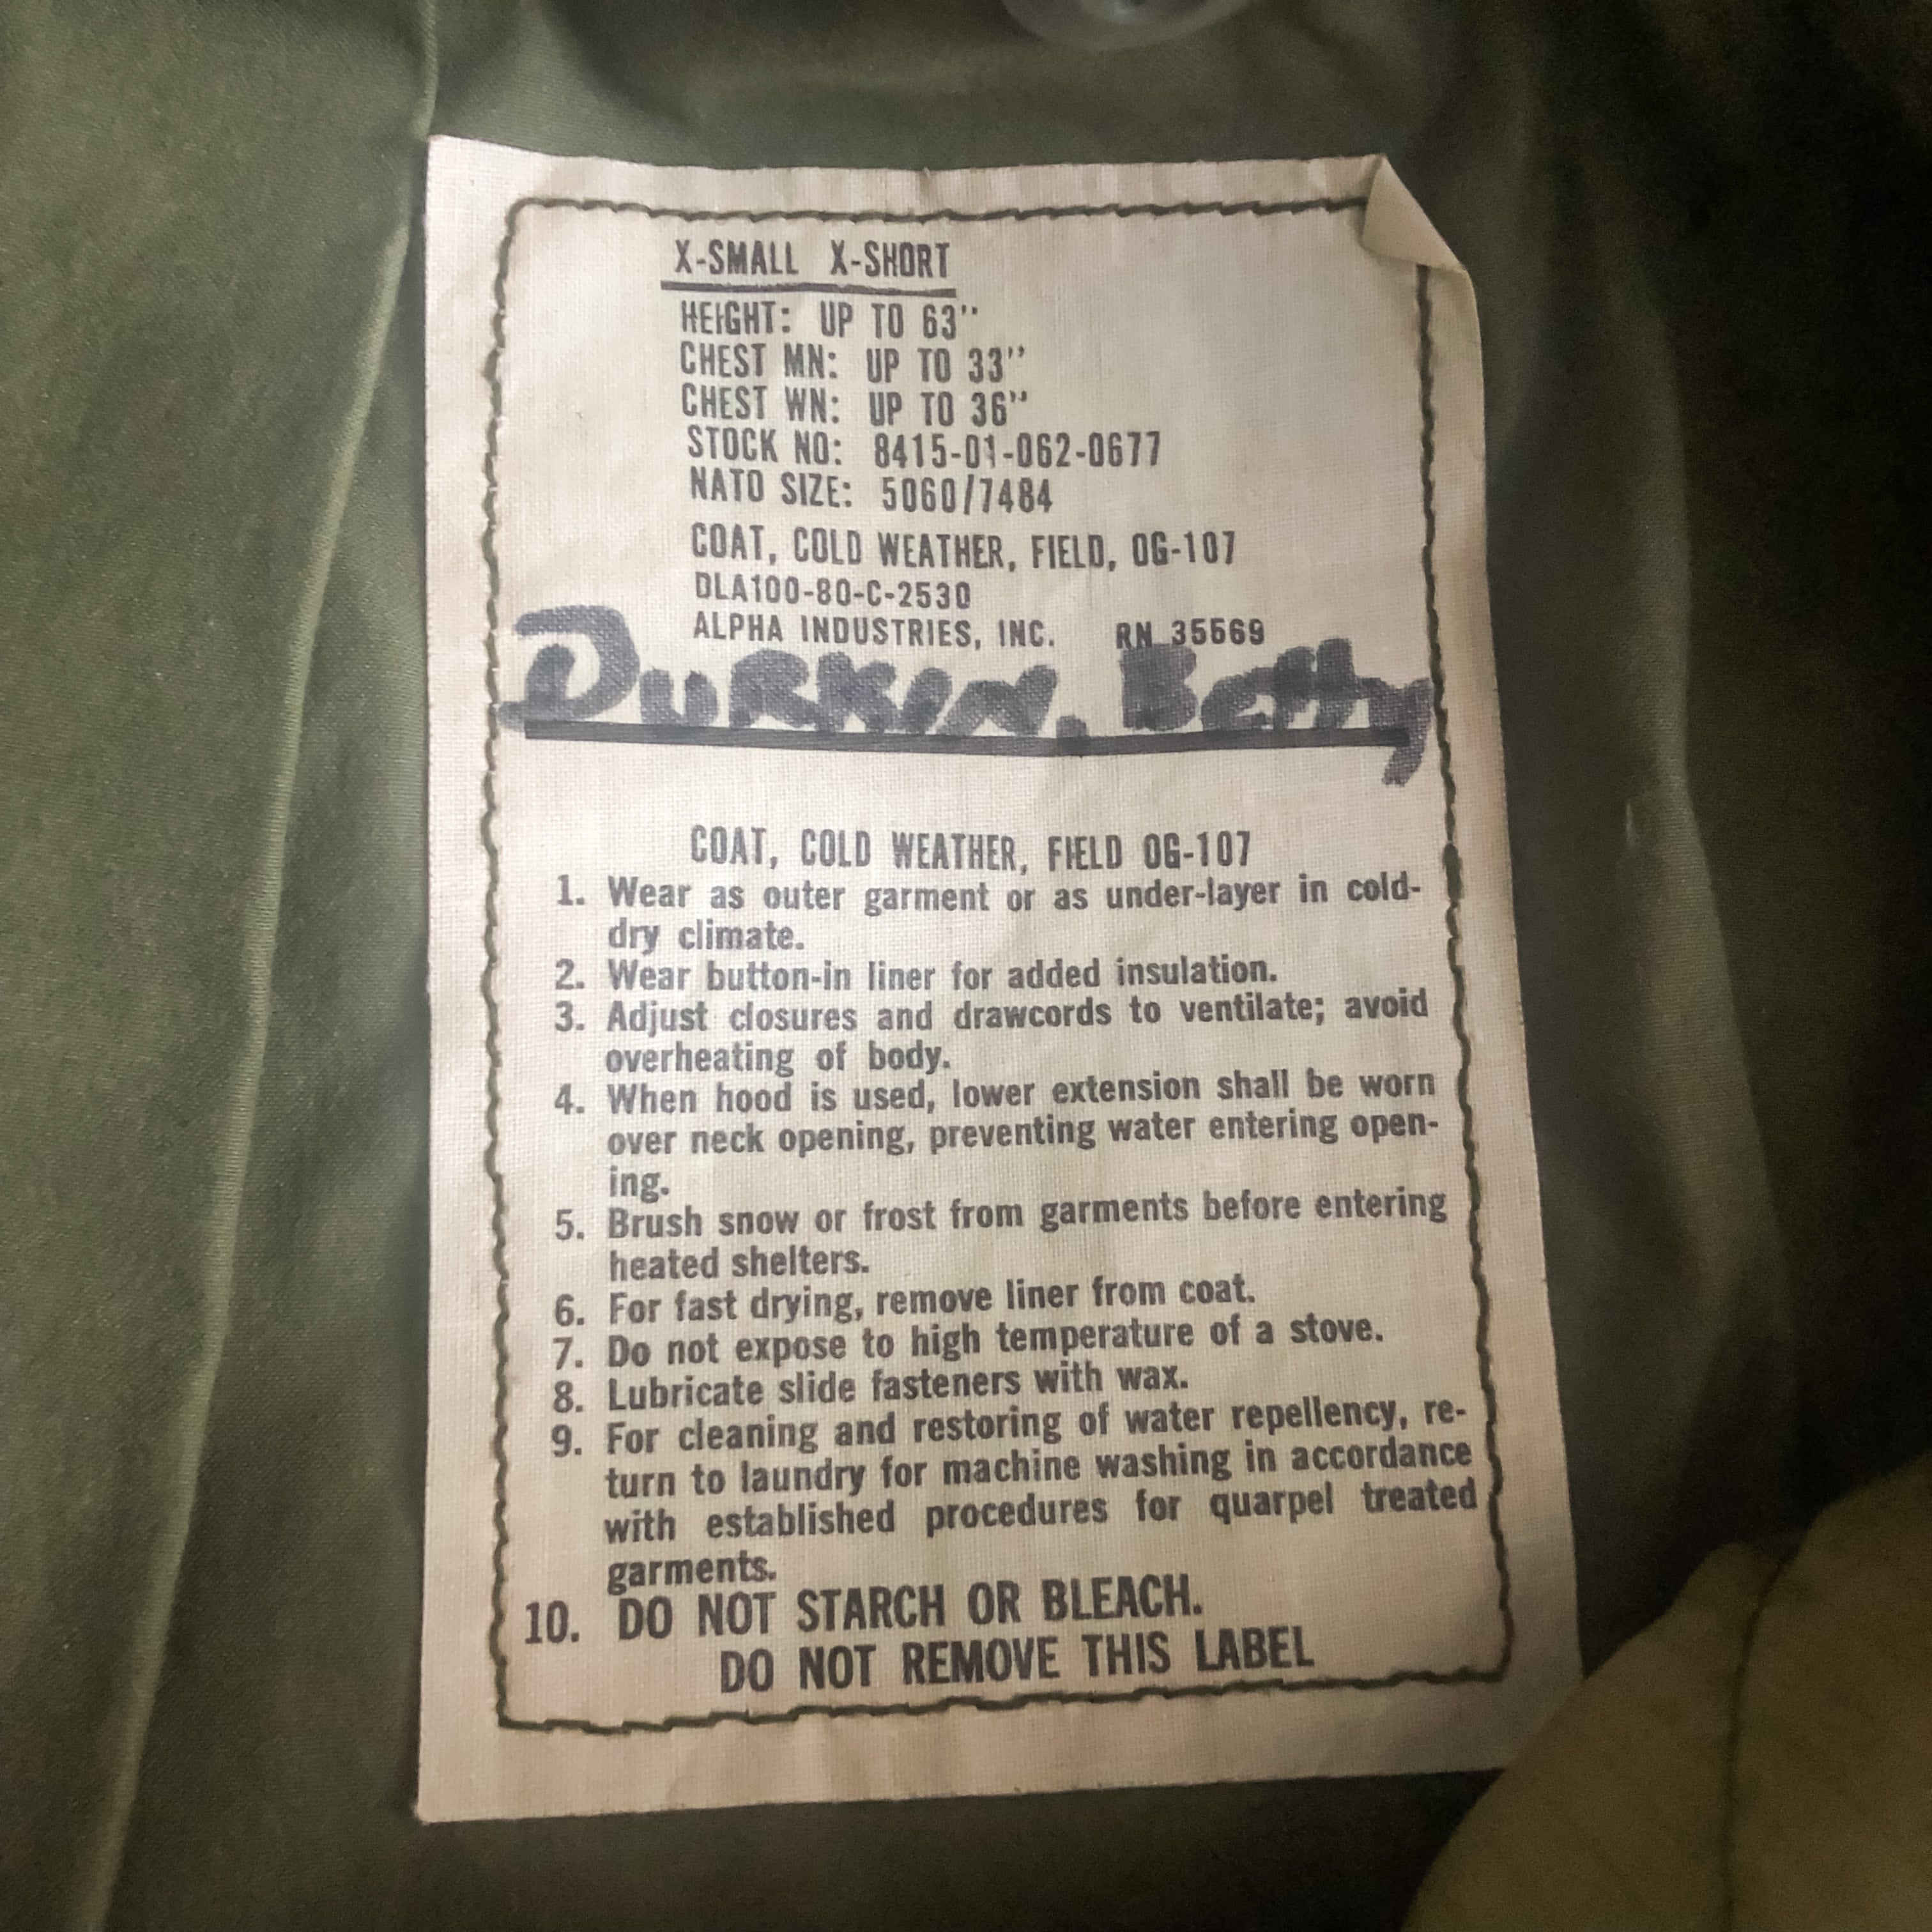 X-SMALL X-SHORT
HEIGHT: UP TO 63"
CHEST MN: UP TO 33"
CHEST WN: UP TO 36"
STOCK NO: 8415-01-062-0677
NATO SIZE: 5060/7484
COAT, COLD WEATHER, FIELD, OG-107
DLA100-80-C-2530
ALPHA INDUSTRIES, INC. RN 35569
DURKIN, Betty
COAT, COLD WEATHER, FIELD OG-107
1. Wear as outer garment or as under-layer in cold-
dry climate.
2. Wear button-in liner for added insulation.
3. Adjust closures and drawcords to ventilate; avoid
overheating of body.
4. When hood is used, lower extension shall be worn
over neck opening, preventing water entering open-
ing.
5. Brush snow or frost from garments before entering
heated shelters.
6. For fast drying, remove liner from coat.
7. Do not expose to high temperature of a stove.
8. Lubricate slide fasteners with wax.
9. For cleaning and restoring of water repellency, re-
turn to laundry for machine washing in accordance
with established procedures for quarpel treated
garments.
10. DO NOT STARCH OR BLEACH.
DO NOT REMOVE THIS LABEL